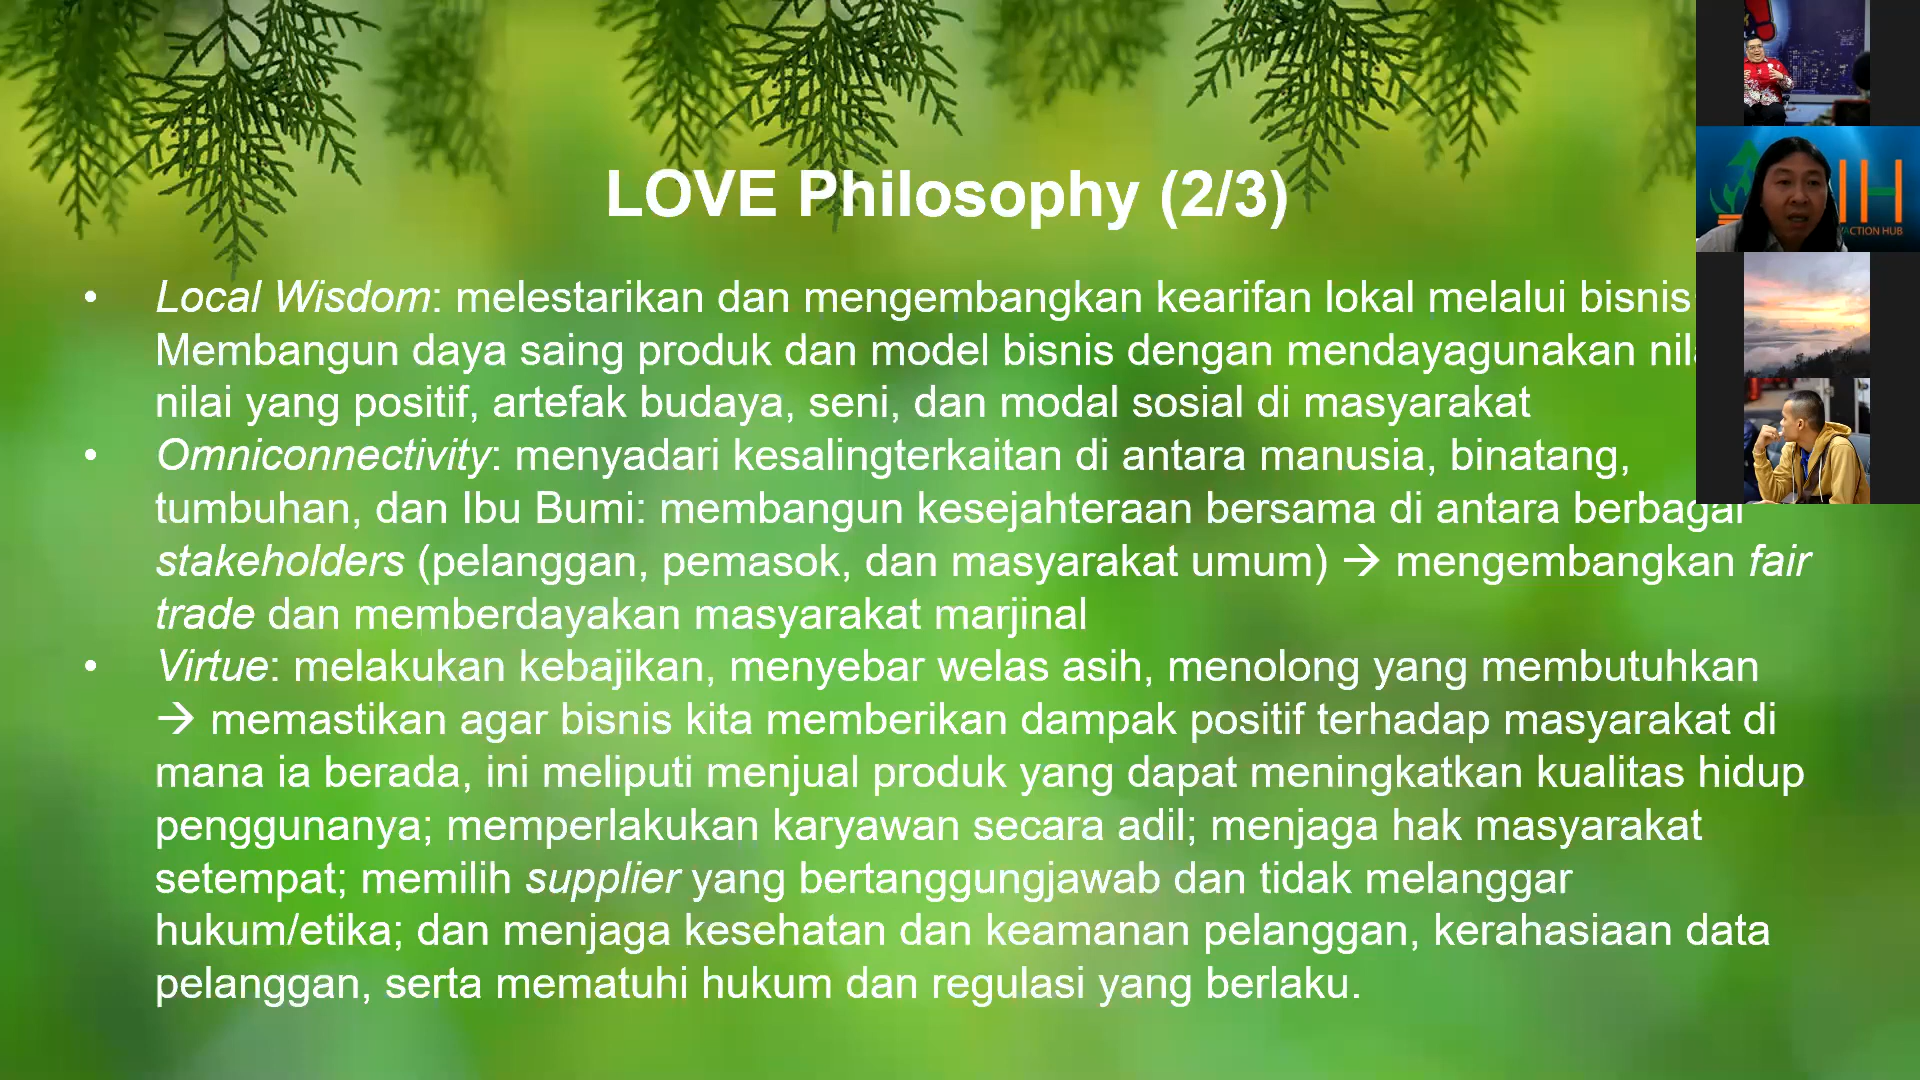 LOVE Philosophy (2/3)
• Local Wisdom: melestarikan dan mengembangkan kearifan lokal melalui bisnis
Membangun daya saing produk dan model bisnis dengan mendayagunakan
nilai yang positif, artefak budaya, seni, dan modal sosial di masyarakat
• Omniconnectivity: menyadari kesalingterkaitan di antara manusia, binatang,
tumbuhan, dan Ibu Bumi: membangun kesejahteraan bersama di antara berbagai
stakeholders (pelanggan, pemasok, dan masyarakat umum) → mengembangkan fair
trade dan memberdayakan masyarakat marjinal
• Virtue: melakukan kebajikan, menyebar welas asih, menolong yang membutuhkan
→ memastikan agar bisnis kita memberikan dampak positif terhadap masyarakat di
mana ia berada, ini meliputi menjual produk yang dapat meningkatkan kualitas hidup
penggunanya; memperlakukan karyawan secara adil; menjaga hak masyarakat
setempat; memilih supplier yang bertanggungjawab dan tidak melanggar
hukum/etika; dan menjaga kesehatan dan keamanan pelanggan, kerahasiaan data
pelanggan, serta mematuhi hukum dan regulasi yang berlaku.
IH
ACTION HUB